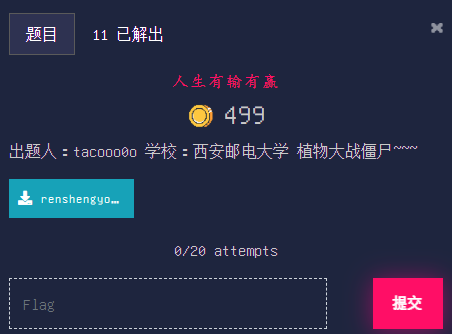 题目 11 已解出
人生有输有赢
499
出题人：tacooo0o 学校：西安邮电大学 植物大战僵尸~~~
renshengyo…
0/20 attempts
Flag 提交